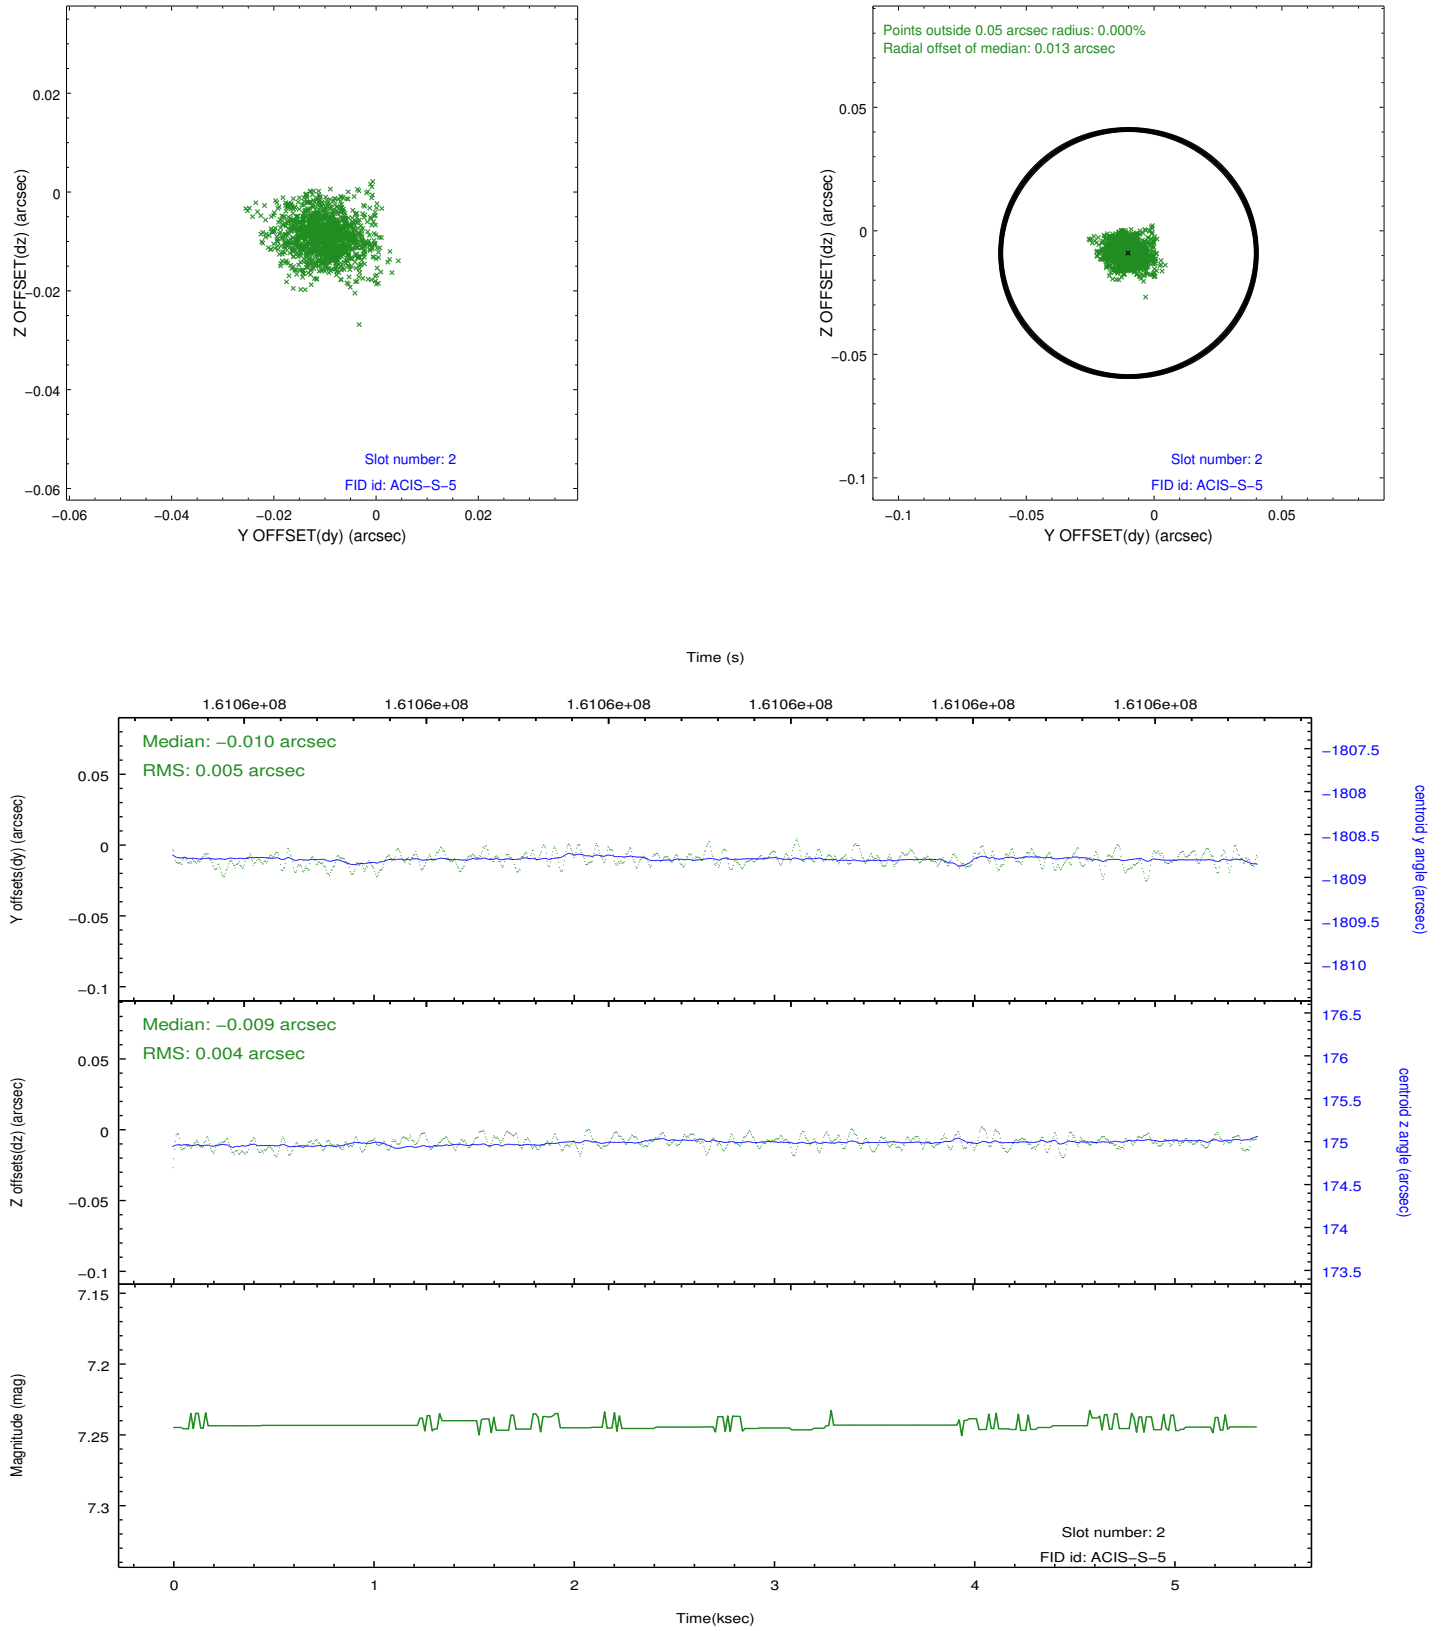 0.02
0
−0.02
−0.04
−0.06
Z OFFSET(dz) (arcsec)
Slot number: 2
FID id: ACIS−S−5
−0.06 −0.04 −0.02 0 0.02
Y OFFSET(dy) (arcsec)
Points outside 0.05 arcsec radius: 0.000%
Radial offset of median: 0.013 arcsec
0.05
0
−0.05
−0.1
Z OFFSET(dz) (arcsec)
Slot number: 2
FID id: ACIS−S−5
−0.1 −0.05 0 0.05
Y OFFSET(dy) (arcsec)
Time (s)
1.6106e+08 1.6106e+08 1.6106e+08 1.6106e+08 1.6106e+08 1.6106e+08
Median: −0.010 arcsec
RMS: 0.005 arcsec
0.05
0
−0.05
−0.1
Y offsets(dy) (arcsec)
−1807.5
−1808
−1808.5
−1809
−1809.5
−1810
centroid y angle (arcsec)
Median: −0.009 arcsec
RMS: 0.004 arcsec
0.05
0
−0.05
−0.1
Z offsets(dz) (arcsec)
176.5
176
175.5
175
174.5
174
173.5
centroid z angle (arcsec)
7.15
7.2
7.25
7.3
Magnitude (mag)
Slot number: 2
FID id: ACIS−S−5
0 1 2 3 4 5
Time(ksec)